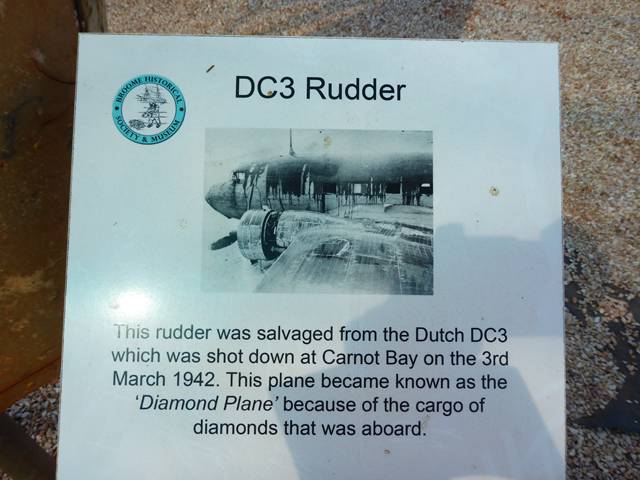 DC3 Rudder
BROOME HISTORICAL
SOCIETY & MUSEUM
This rudder was salvaged from the Dutch DC3
which was shot down at Carnot Bay on the 3rd
March 1942. This plane became known as the
‘Diamond Plane’ because of the cargo of
diamonds that was aboard.